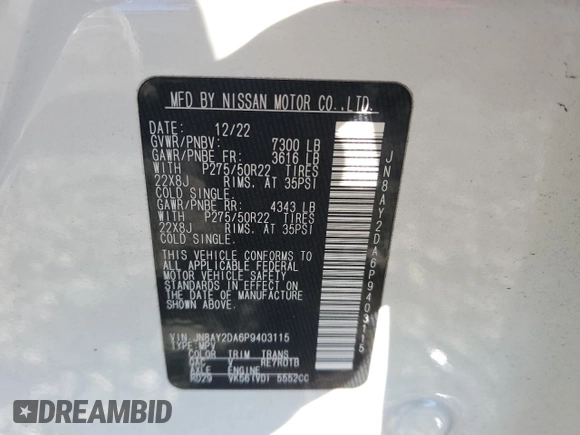 MFD BY NISSAN MOTOR CO.,LTD.
DATE: 12/22
GVWR/PNBV: 7300 LB
GAWR/PNBE FR: 3616 LB
WITH P275/50R22 TIRES
22X8J RIMS. AT 35PSI
COLD SINGLE.
GAWR/PNBE RR: 4343 LB
WITH P275/50R22 TIRES
22X8J RIMS. AT 35PSI
COLD SINGLE.
THIS VEHICLE CONFORMS TO
ALL APPLICABLE FEDERAL
MOTOR VEHICLE SAFETY
STANDARDS IN EFFECT ON
THE DATE OF MANUFACTURE
SHOWN ABOVE.
VIN JN8AY2DA6P9403115
TYPE:MPV
COLOR TRIM TRANS
QAC V RE7R01B
AXLE ENGINE
RD29 VK56(VD) 5552CC
JN8AY2DA6P9403115
DREAMBID